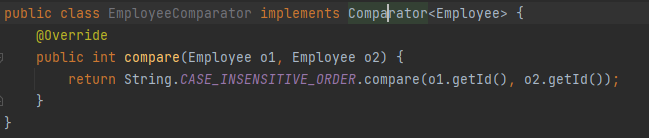 public class EmployeeComparator implements Comparator<Employee> {
    @Override
    public int compare(Employee o1, Employee o2) {
        return String.CASE_INSENSITIVE_ORDER.compare(o1.getId(), o2.getId());
    }
}